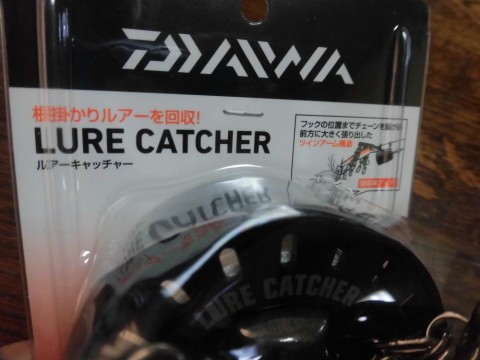 DAIWA
根掛かりルアーを回収!
LURE CATCHER
ルアーキャッチャー
フックの位置までチェーンを
前方に大きく張り出した
ツインアーム構造
LURE CATCHER